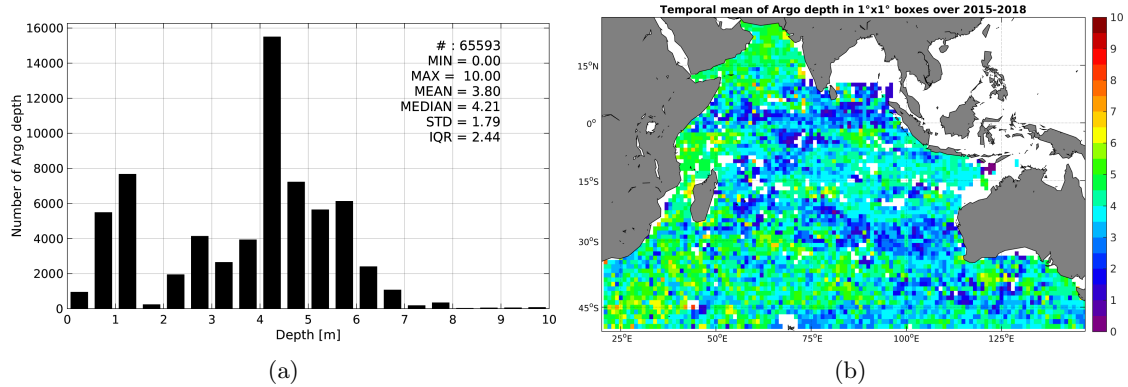 16000
14000
12000
10000
8000
6000
4000
2000
0
Number of Argo depth
# : 65593
MIN = 0.00
MAX = 10.00
MEAN = 3.80
MEDIAN = 4.21
STD = 1.79
IQR = 2.44
0 1 2 3 4 5 6 7 8 9 10
Depth [m]
(a)
Temporal mean of Argo depth in 1°x1° boxes over 2015-2018
15°N
0°
15°S
30°S
45°S
25°E 50°E 75°E 100°E 125°E
10
9
8
7
6
5
4
3
2
1
0
(b)